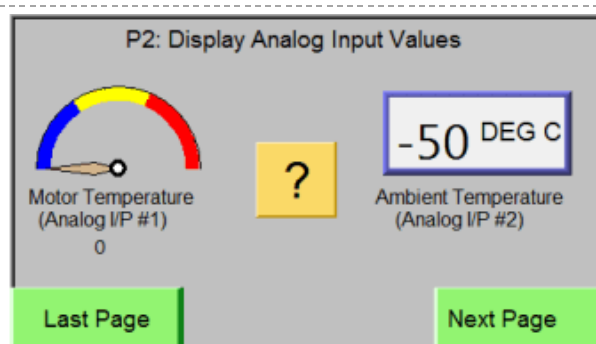 P2: Display Analog Input Values
-50 DEG C
?
Motor Temperature
(Analog I/P #1)
0
Ambient Temperature
(Analog I/P #2)
Last Page
Next Page